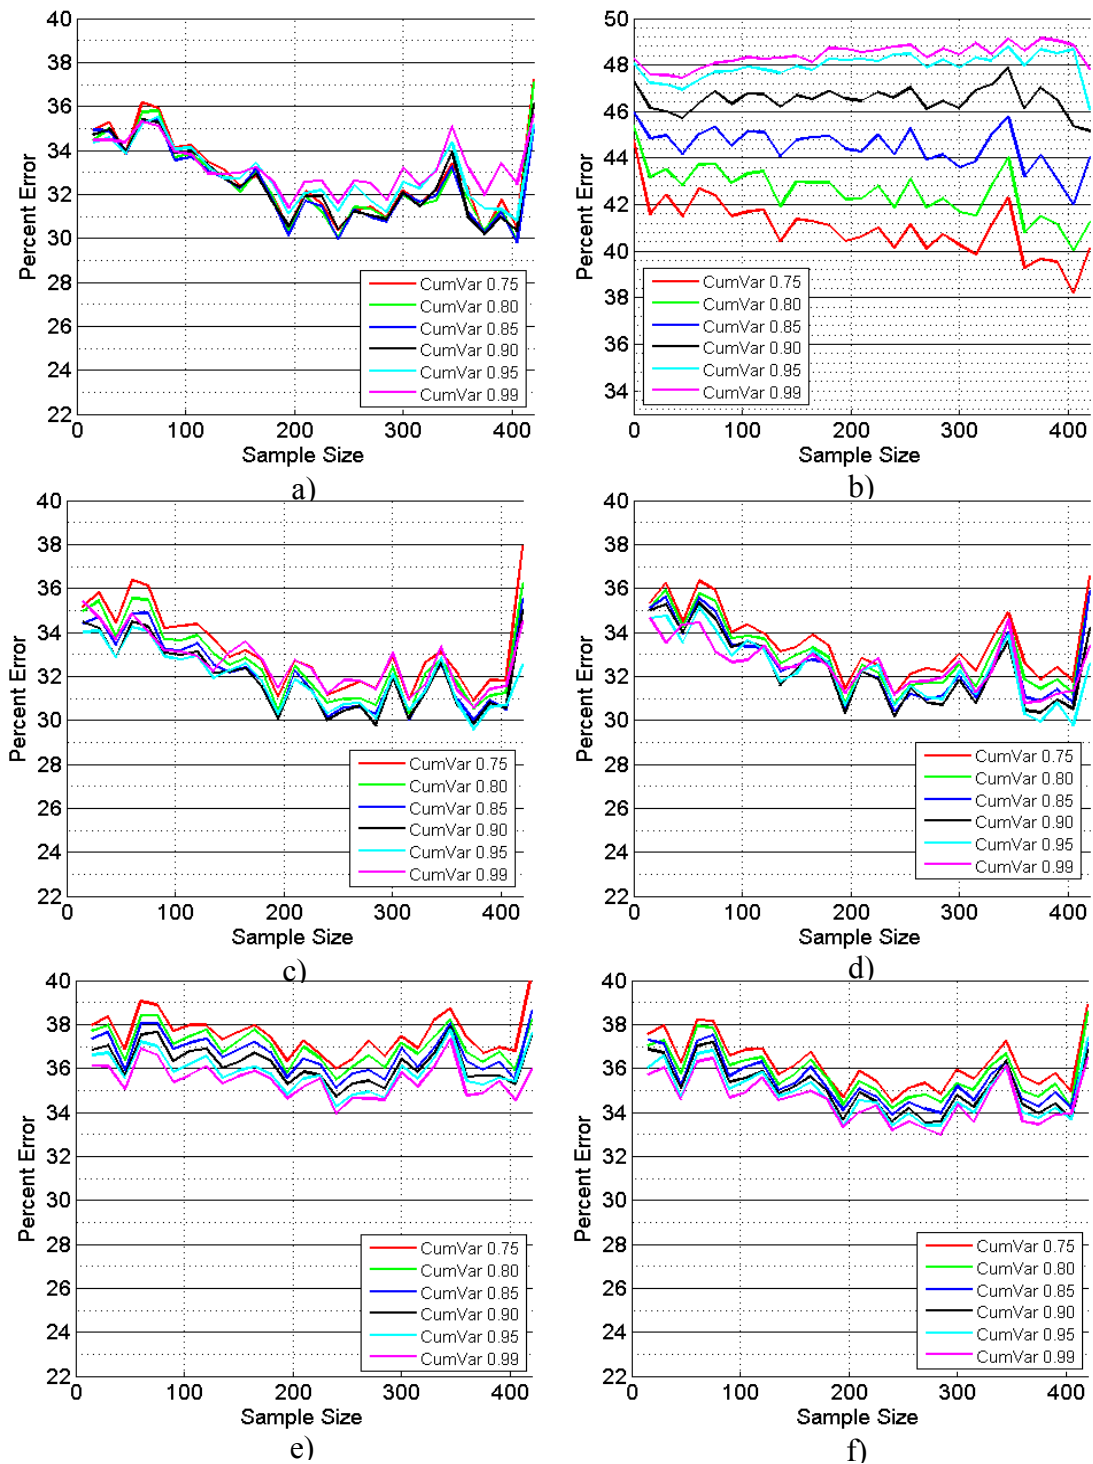 40
38
36
34
32
30
28
26
24
22
Percent Error
CumVar 0.75
CumVar 0.80
CumVar 0.85
CumVar 0.90
CumVar 0.95
CumVar 0.99
0 100 200 300 400
Sample Size
a)
50
48
46
44
42
40
38
36
34
Percent Error
CumVar 0.75
CumVar 0.80
CumVar 0.85
CumVar 0.90
CumVar 0.95
CumVar 0.99
0 100 200 300 400
Sample Size
b)
40
38
36
34
32
30
28
26
24
22
Percent Error
CumVar 0.75
CumVar 0.80
CumVar 0.85
CumVar 0.90
CumVar 0.95
CumVar 0.99
0 100 200 300 400
Sample Size
c)
40
38
36
34
32
30
28
26
24
22
Percent Error
CumVar 0.75
CumVar 0.80
CumVar 0.85
CumVar 0.90
CumVar 0.95
CumVar 0.99
0 100 200 300 400
Sample Size
d)
40
38
36
34
32
30
28
26
24
22
Percent Error
CumVar 0.75
CumVar 0.80
CumVar 0.85
CumVar 0.90
CumVar 0.95
CumVar 0.99
0 100 200 300 400
Sample Size
e)
40
38
36
34
32
30
28
26
24
22
Percent Error
CumVar 0.75
CumVar 0.80
CumVar 0.85
CumVar 0.90
CumVar 0.95
CumVar 0.99
0 100 200 300 400
Sample Size
f)